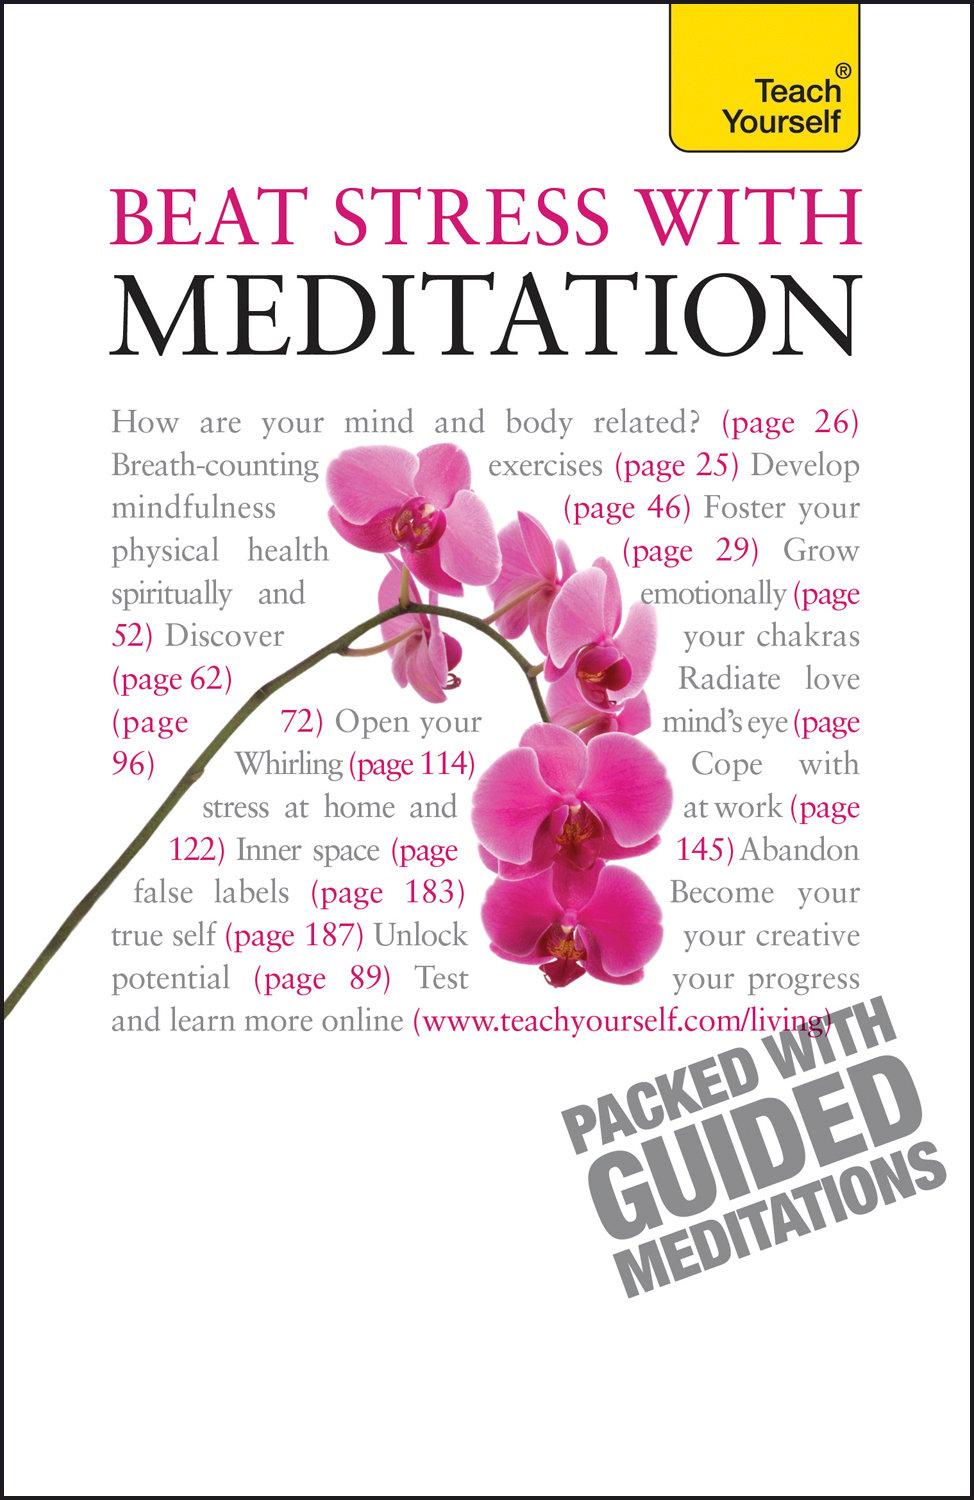 Teach®
Yourself
BEAT STRESS WITH
MEDITATION
How are your mind and body related? (page 26)
Breath-counting exercises (page 25) Develop
mindfulness (page 46) Foster your
physical health (page 29) Grow
spiritually and emotionally (page
52) Discover your chakras
(page 62) Radiate love
(page 72) Open your mind's eye (page
96) Whirling (page 114) Cope with
stress at home and at work (page
122) Inner space (page 145) Abandon
false labels (page 183) Become your
true self (page 187) Unlock your creative
potential (page 89) Test your progress
and learn more online (www.teachyourself.com/living)
PACKED WITH
GUIDED
MEDITATIONS